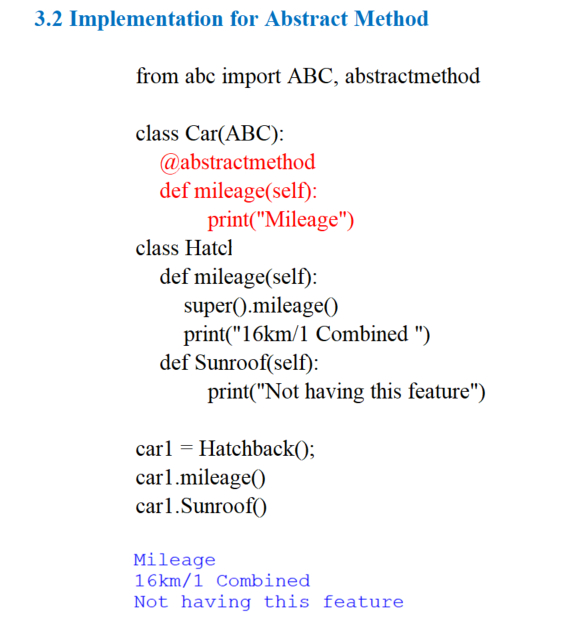 3.2 Implementation for Abstract Method
from abc import ABC, abstractmethod
class Car(ABC):
@abstractmethod
def mileage(self):
print("Mileage")
class Hatcl
def mileage(self):
super().mileage()
print("16km/1 Combined ")
def Sunroof(self):
print("Not having this feature")
car1 = Hatchback();
car1.mileage()
car1.Sunroof()
Mileage
16km/1 Combined
Not having this feature